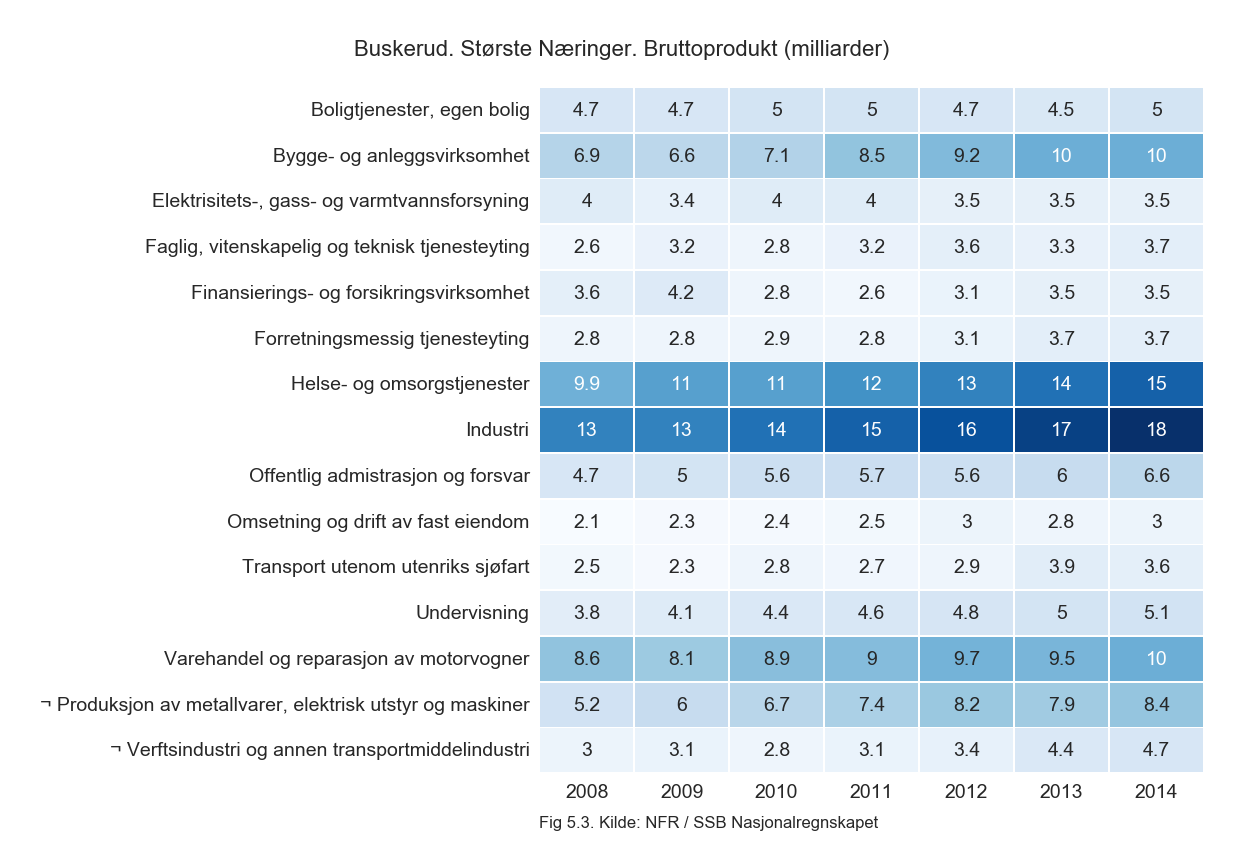 Buskerud. Største Næringer. Bruttoprodukt (milliarder)
Boligtjenester, egen bolig 4.7 4.7 5 5 4.7 4.5 5
Bygge- og anleggsvirksomhet 6.9 6.6 7.1 8.5 9.2 10 10
Elektrisitets-, gass- og varmtvannsforsyning 4 3.4 4 4 3.5 3.5 3.5
Faglig, vitenskapelig og teknisk tjenesteyting 2.6 3.2 2.8 3.2 3.6 3.3 3.7
Finansierings- og forsikringsvirksomhet 3.6 4.2 2.8 2.6 3.1 3.5 3.5
Forretningsmessig tjenesteyting 2.8 2.8 2.9 2.8 3.1 3.7 3.7
Helse- og omsorgstjenester 9.9 11 11 12 13 14 15
Industri 13 13 14 15 16 17 18
Offentlig admistrasjon og forsvar 4.7 5 5.6 5.7 5.6 6 6.6
Omsetning og drift av fast eiendom 2.1 2.3 2.4 2.5 3 2.8 3
Transport utenom utenriks sjøfart 2.5 2.3 2.8 2.7 2.9 3.9 3.6
Undervisning 3.8 4.1 4.4 4.6 4.8 5 5.1
Varehandel og reparasjon av motorvogner 8.6 8.1 8.9 9 9.7 9.5 10
¬ Produksjon av metallvarer, elektrisk utstyr og maskiner 5.2 6 6.7 7.4 8.2 7.9 8.4
¬ Verftsindustri og annen transportmiddelindustri 3 3.1 2.8 3.1 3.4 4.4 4.7
2008 2009 2010 2011 2012 2013 2014
Fig 5.3. Kilde: NFR / SSB Nasjonalregnskapet